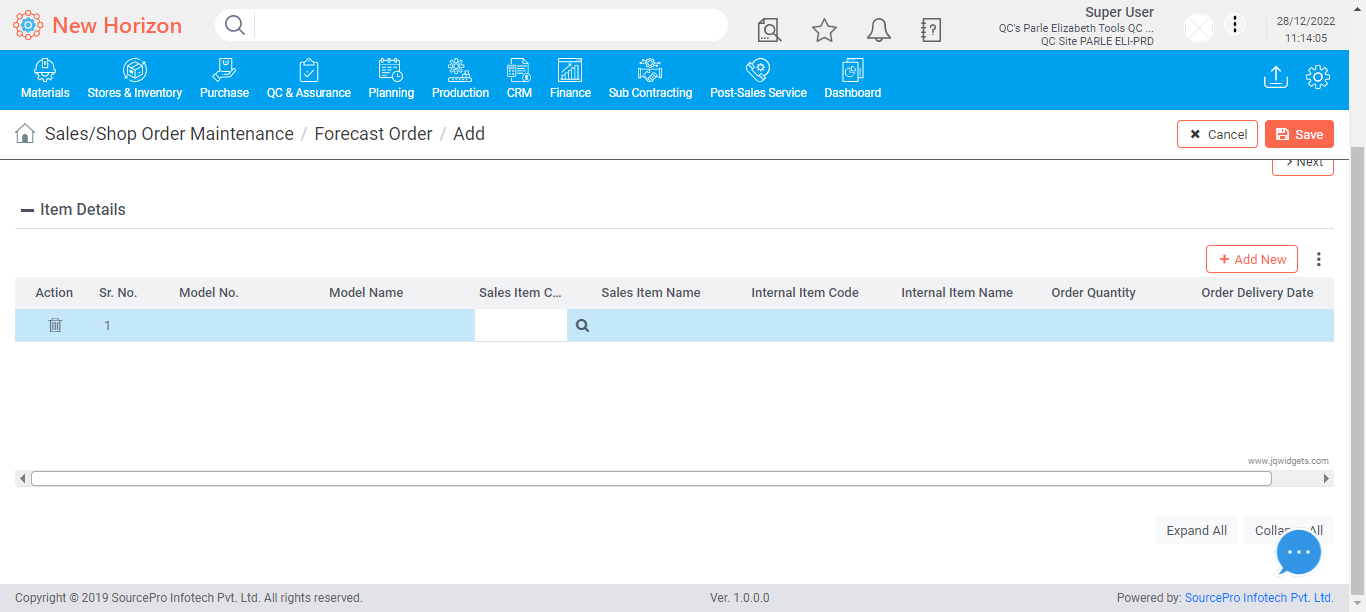 New Horizon
Super User
QC's Parle Elizabeth Tools QC ...
QC Site PARLE ELI-PRD
28/12/2022
11:14:05
Materials Stores & Inventory Purchase QC & Assurance Planning Production CRM Finance Sub Contracting Post-Sales Service Dashboard
Sales/Shop Order Maintenance / Forecast Order / Add
Cancel Save
Next
Item Details
+ Add New
Action Sr. No. Model No. Model Name Sales Item C... Sales Item Name Internal Item Code Internal Item Name Order Quantity Order Delivery Date
1
www.jqwidgets.com
Expand All
Copyright © 2019 SourcePro Infotech Pvt. Ltd. All rights reserved. Ver. 1.0.0.0 Powered by: SourcePro Infotech Pvt. Ltd.